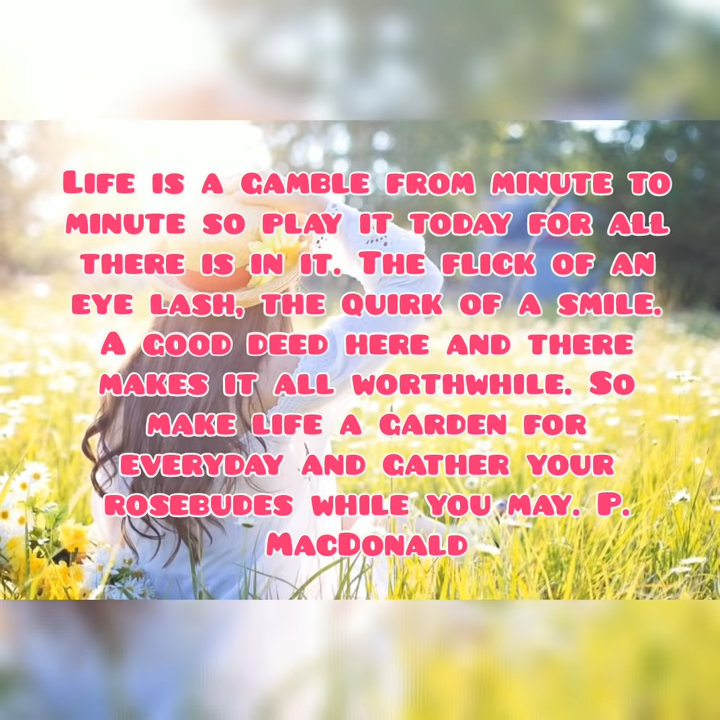 Life is a gamble from minute to
minute so play it today for all
there is in it. The flick of an
eye lash, the quirk of a smile.
A good deed here and there
makes it all worthwhile. So
make life a garden for
everyday and gather your
rosebudes while you may. P.
MacDonald